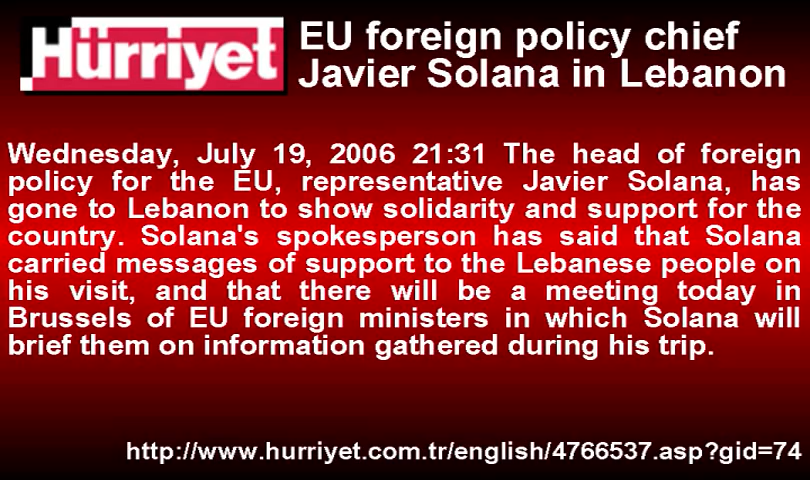 Hürriyet
EU foreign policy chief
Javier Solana in Lebanon
Wednesday, July 19, 2006 21:31 The head of foreign
policy for the EU, representative Javier Solana, has
gone to Lebanon to show solidarity and support for the
country. Solana's spokesperson has said that Solana
carried messages of support to the Lebanese people on
his visit, and that there will be a meeting today in
Brussels of EU foreign ministers in which Solana will
brief them on information gathered during his trip.
http://www.hurriyet.com.tr/english/4766537.asp?gid=74